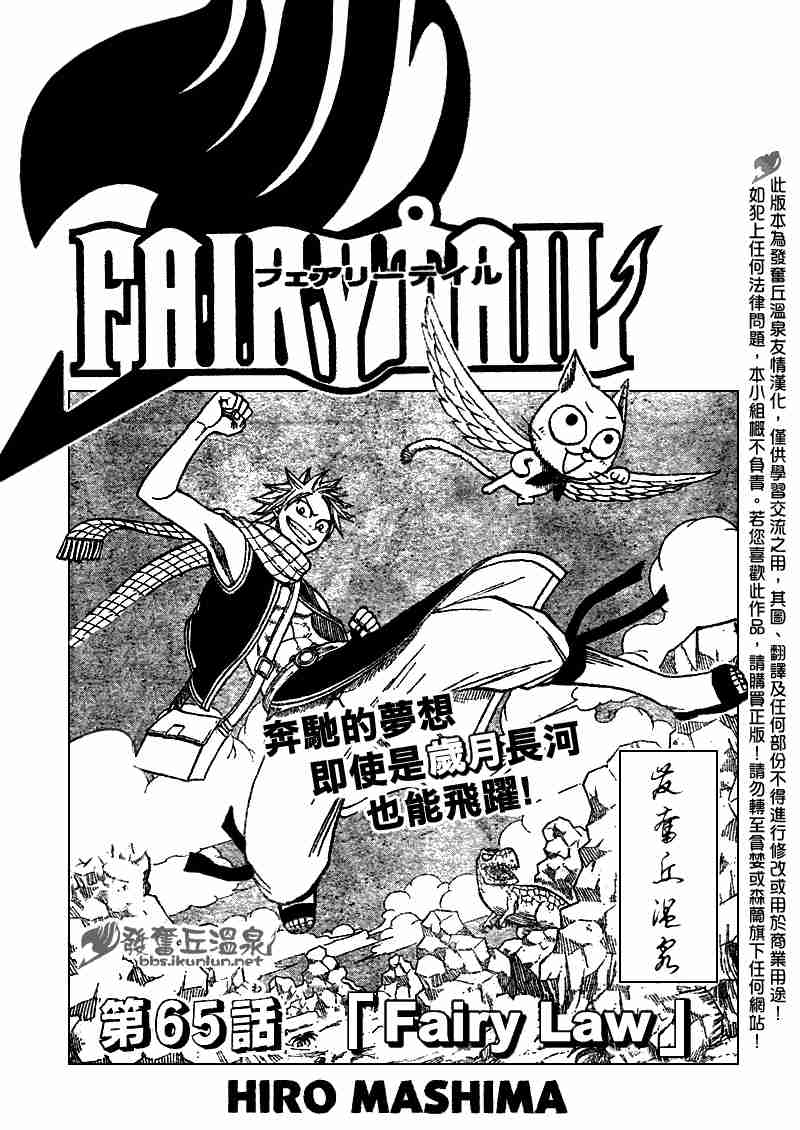 FAIRY TAIL
フェアリーテイル
奔馳的夢想
即使是歲月長河
也能飛躍!
發奮丘溫泉
發奮丘溫泉
bbs.ikunlun.net
第65話 「Fairy Law」
HIRO MASHIMA
此版本為發奮丘溫泉友情漢化，僅供學習交流之用，其圖、翻譯及任何部份不得進行修改或用於商業用途！
如犯上任何法律問題，本小組概不負責。若您喜歡此作品，請購買正版！請勿轉至貪婪或森蘭旗下任何網站！